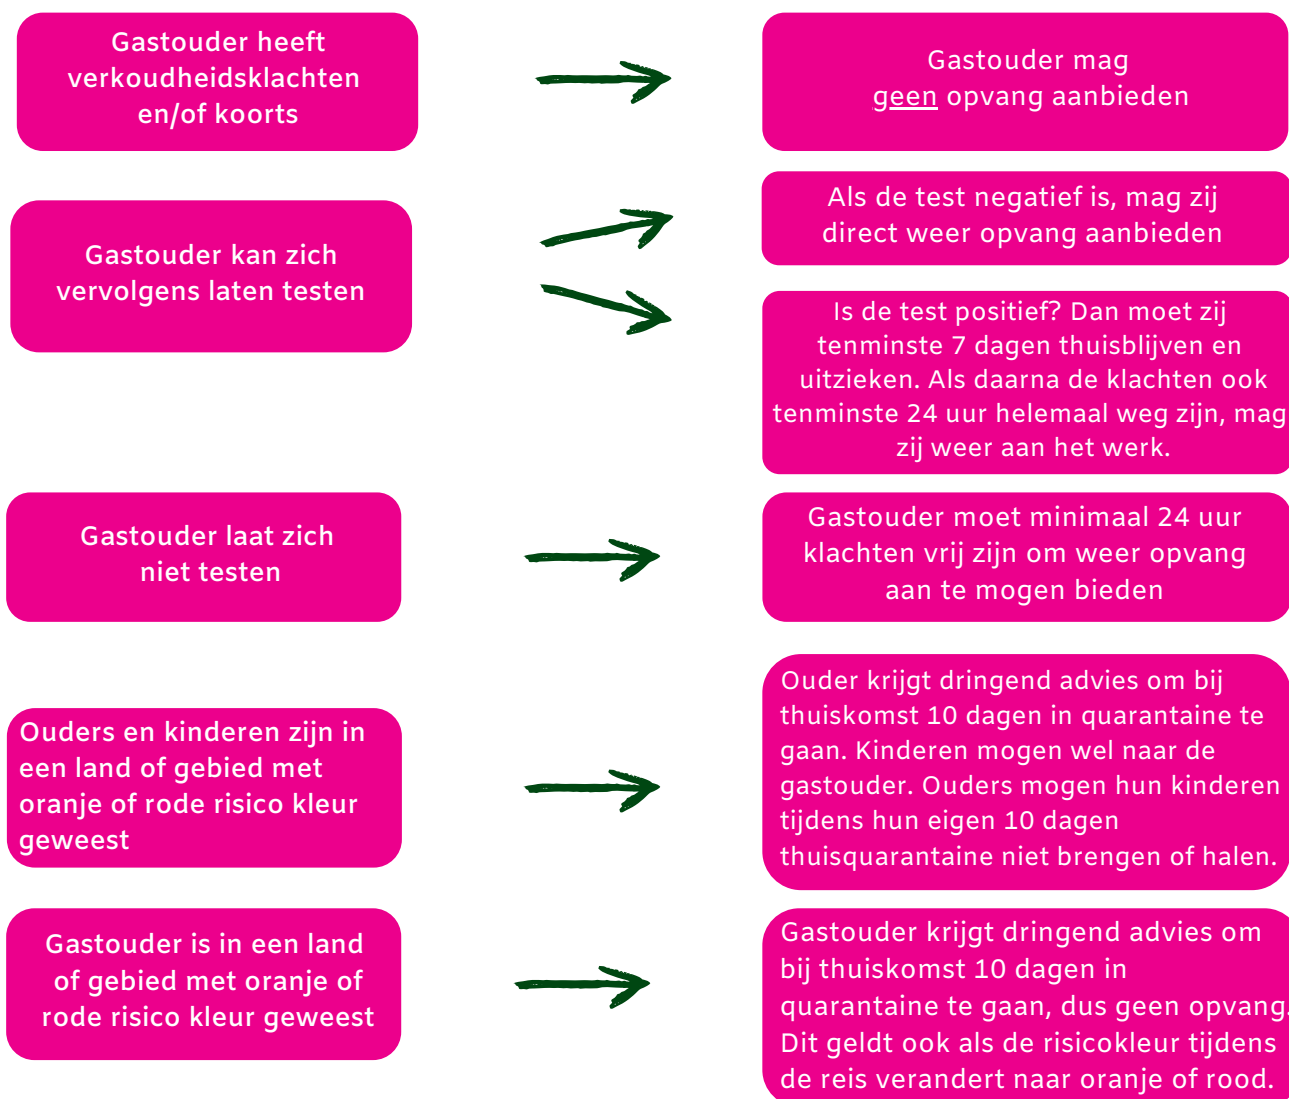 Gastouder heeft
verkoudheidsklachten
en/of koorts
Gastouder mag
geen opvang aanbieden
Gastouder kan zich
vervolgens laten testen
Als de test negatief is, mag zij
direct weer opvang aanbieden
Is de test positief? Dan moet zij
tenminste 7 dagen thuisblijven en
uitzieken. Als daarna de klachten ook
tenminste 24 uur helemaal weg zijn, mag
zij weer aan het werk.
Gastouder laat zich
niet testen
Gastouder moet minimaal 24 uur
klachten vrij zijn om weer opvang
aan te mogen bieden
Ouders en kinderen zijn in
een land of gebied met
oranje of rode risico kleur
geweest
Ouder krijgt dringend advies om bij
thuiskomst 10 dagen in quarantaine te
gaan. Kinderen mogen wel naar de
gastouder. Ouders mogen hun kinderen
tijdens hun eigen 10 dagen
thuisquarantaine niet brengen of halen.
Gastouder is in een land
of gebied met oranje of
rode risico kleur geweest
Gastouder krijgt dringend advies om
bij thuiskomst 10 dagen in
quarantaine te gaan, dus geen opvang.
Dit geldt ook als de risicokleur tijdens
de reis verandert naar oranje of rood.